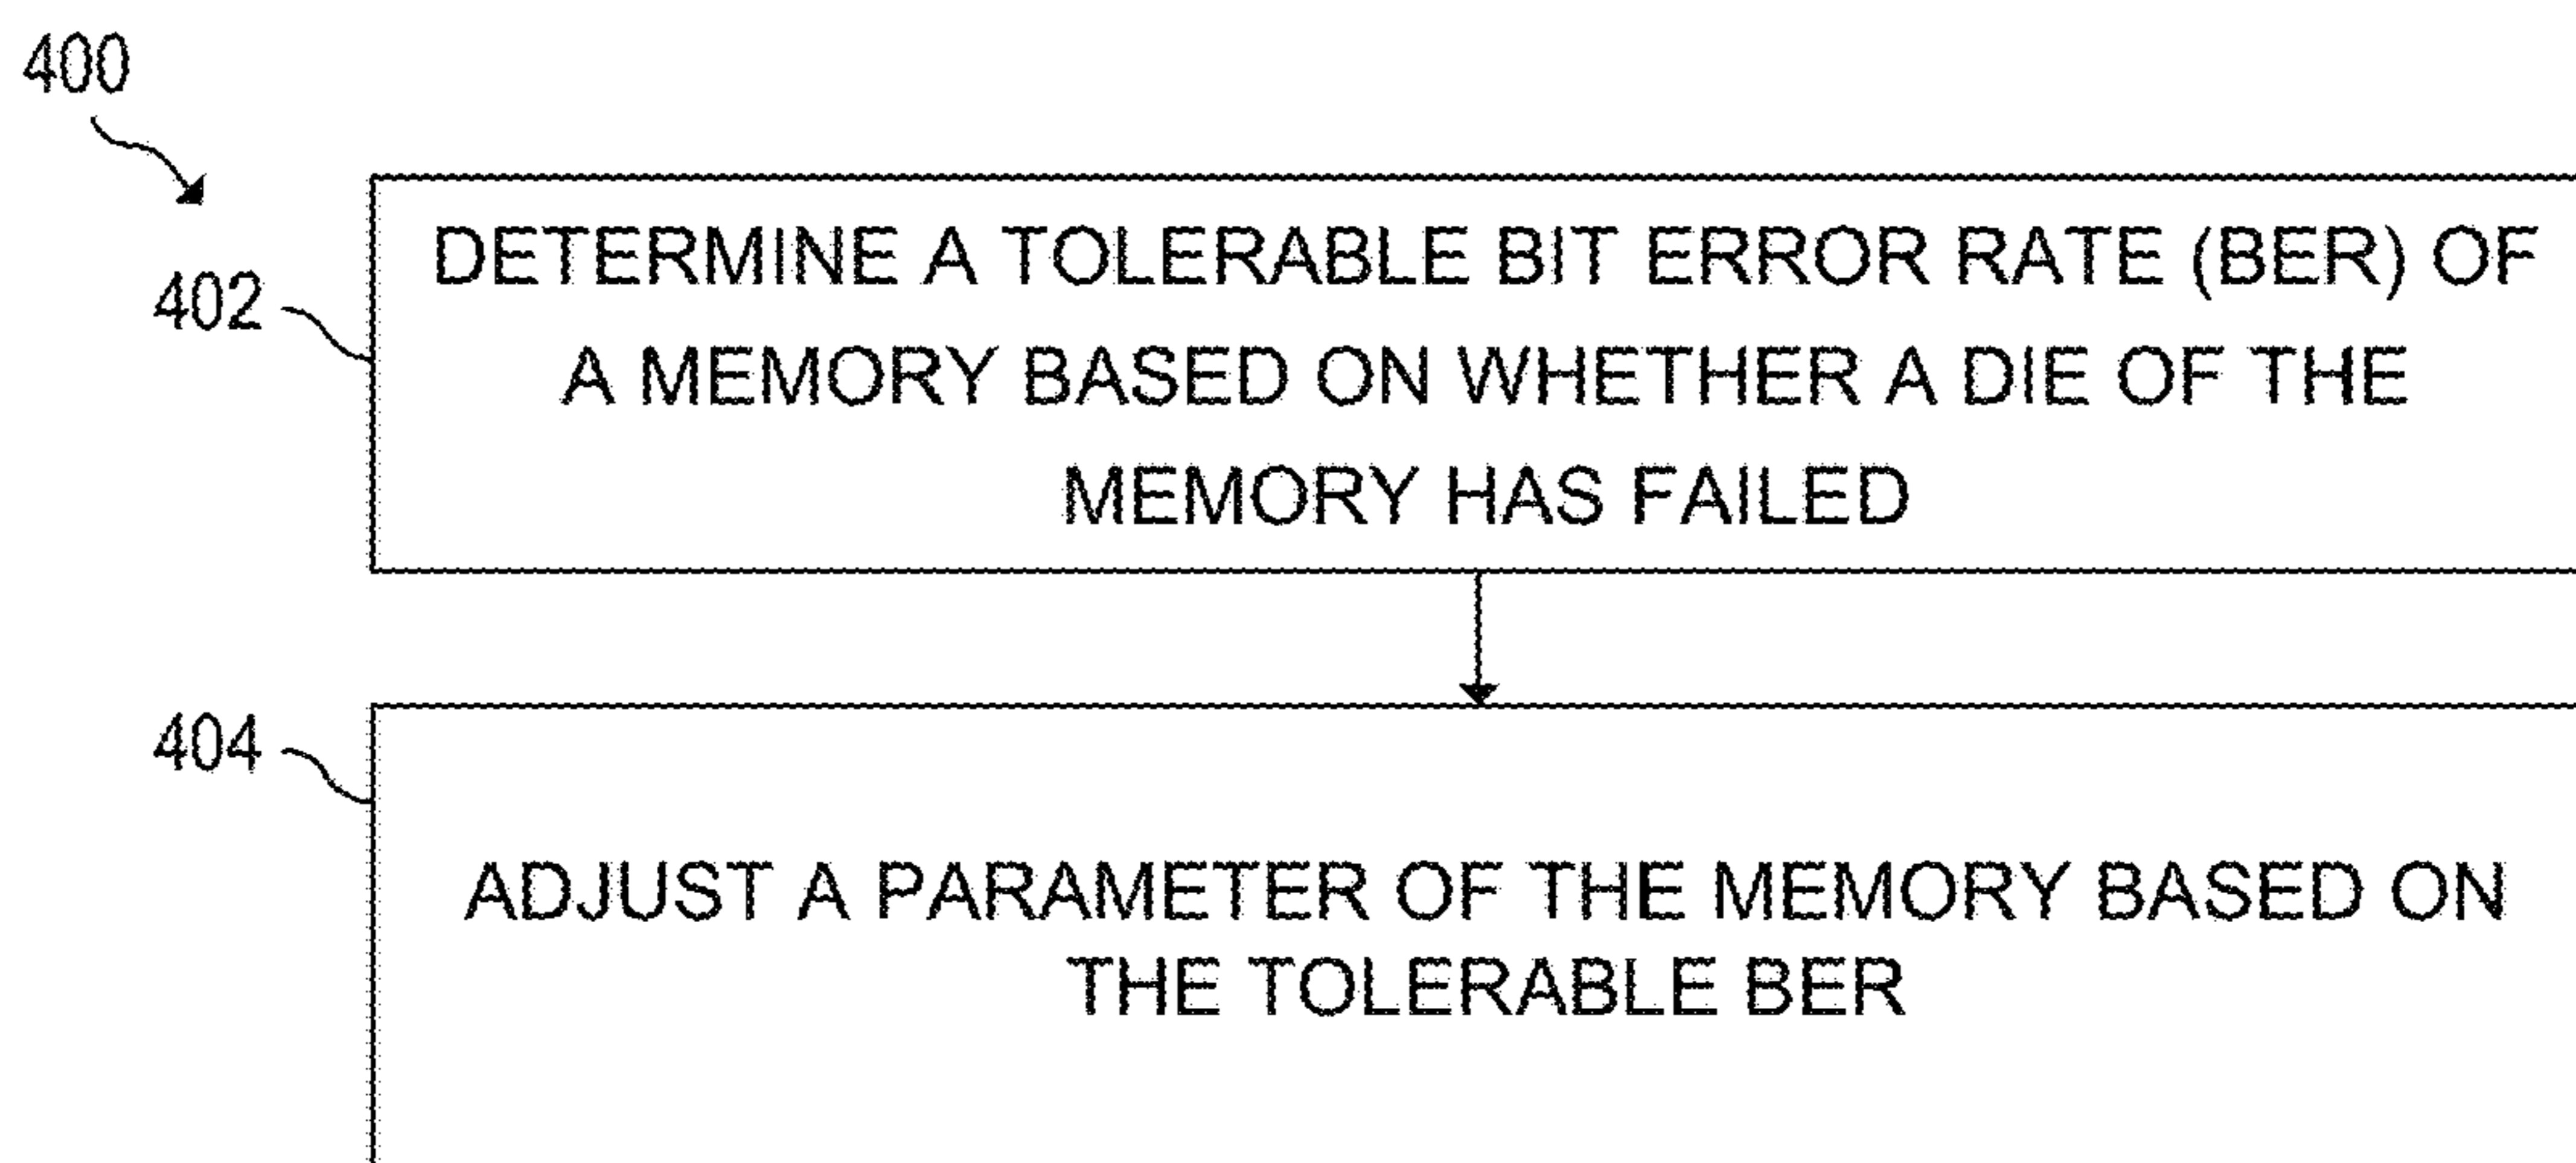 400
402
DETERMINE A TOLERABLE BIT ERROR RATE (BER) OF
A MEMORY BASED ON WHETHER A DIE OF THE
MEMORY HAS FAILED
404
ADJUST A PARAMETER OF THE MEMORY BASED ON
THE TOLERABLE BER